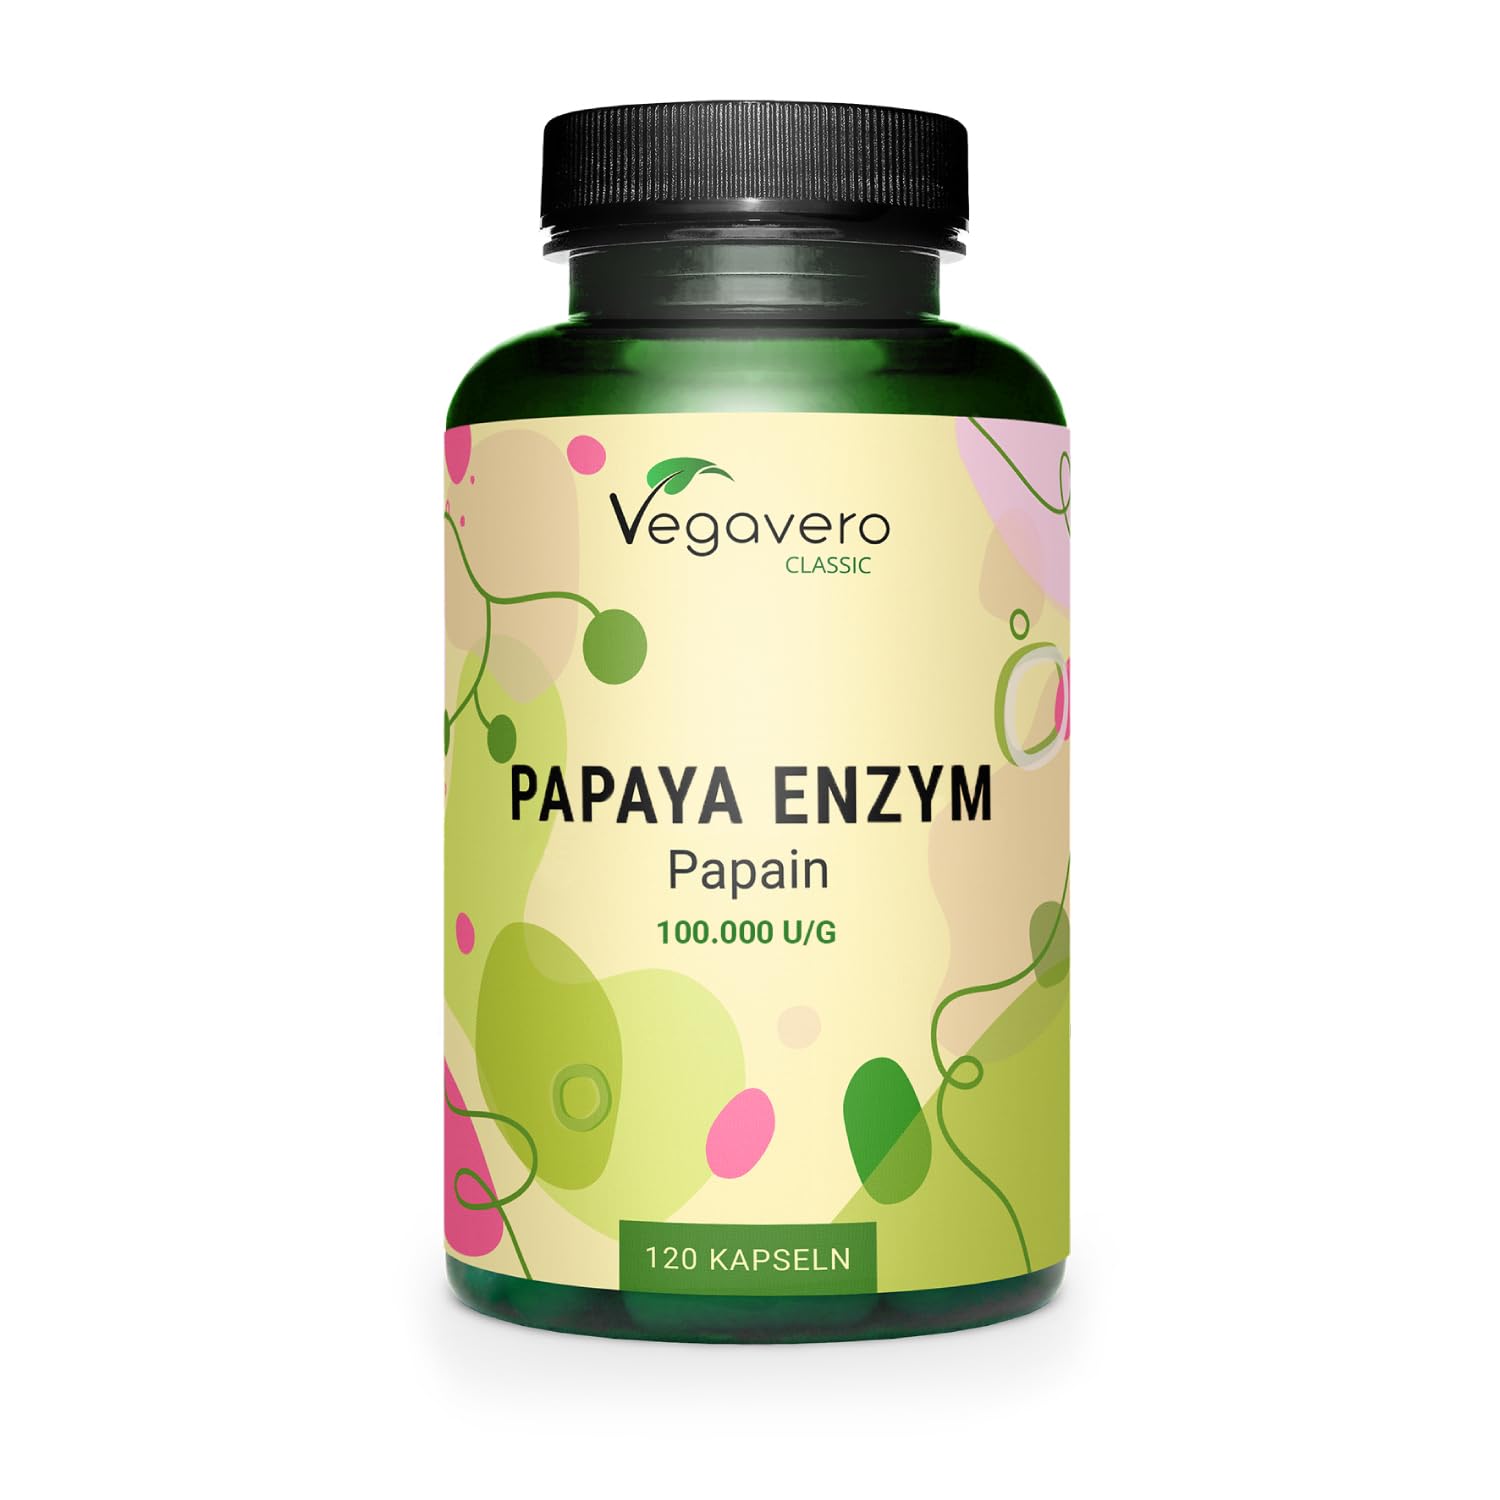 Vegavero
CLASSIC
PAPAYA ENZYM
Papain
100.000 U/G
120 KAPSELN